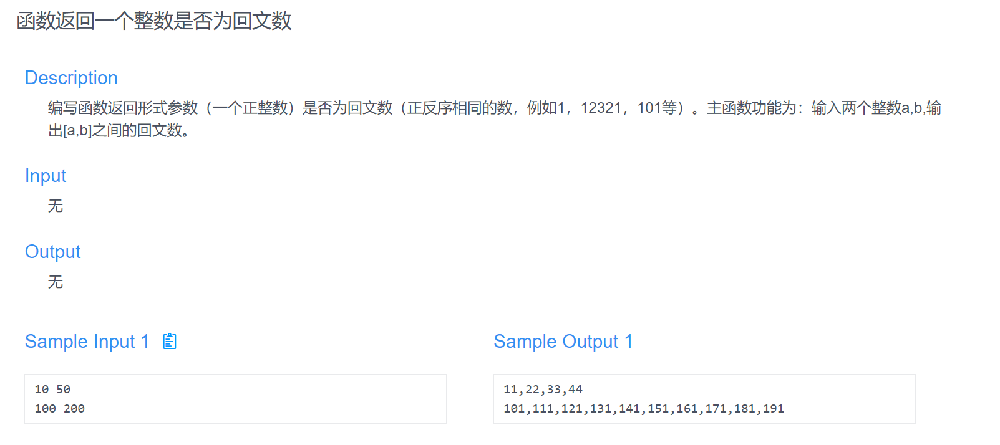 函数返回一个整数是否为回文数
Description
编写函数返回形式参数（一个正整数）是否为回文数（正反序相同的数，例如1，12321，101等）。主函数功能为：输入两个整数a,b,输
出[a,b]之间的回文数。
Input
无
Output
无
Sample Input 1
10 50
100 200
Sample Output 1
11,22,33,44
101,111,121,131,141,151,161,171,181,191